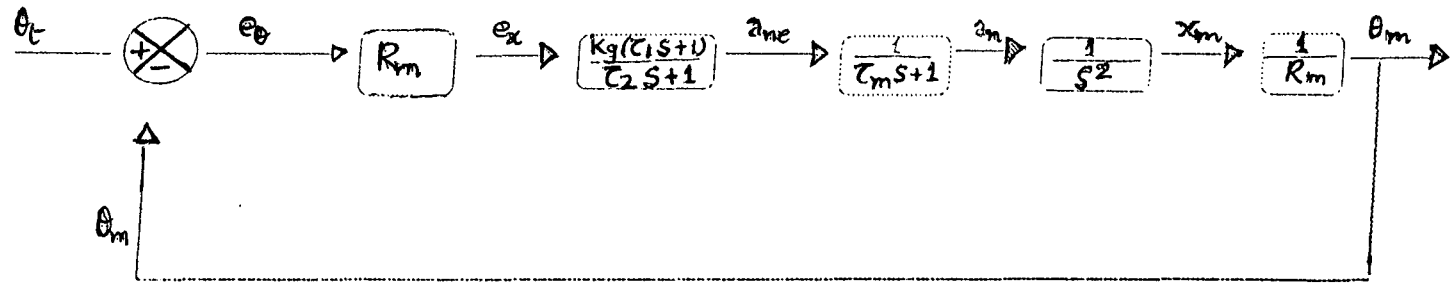 θt + − eθ Rm ex Kg(τ1s+1) / τ2s+1 ane 1 / τms+1 an 1 / s2 xm 1 / Rm θm
θm